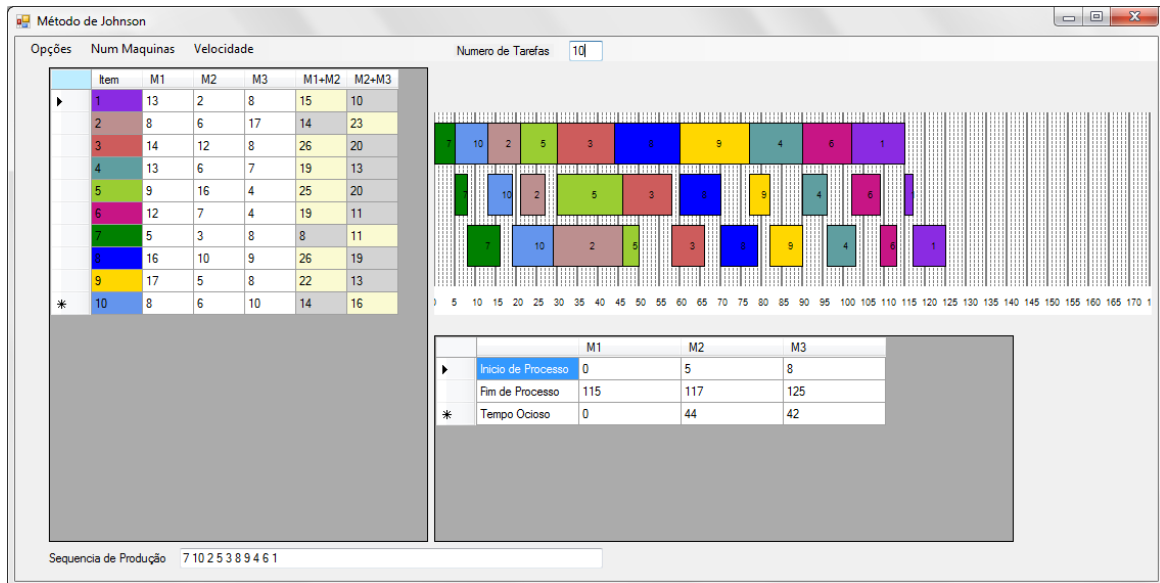 Método de Johnson
Opções Num Maquinas Velocidade Numero de Tarefas 10
Item M1 M2 M3 M1+M2 M2+M3
1 13 2 8 15 10
2 8 6 17 14 23
3 14 12 8 26 20
4 13 6 7 19 13
5 9 16 4 25 20
6 12 7 4 19 11
7 5 3 8 8 11
8 16 10 9 26 19
9 17 5 8 22 13
10 8 6 10 14 16
7 10 2 5 3 8 9 4 6 1
7 10 2 5 3 8 9 4 6 1
7 10 2 5 3 8 9 4 6 1
5 10 15 20 25 30 35 40 45 50 55 60 65 70 75 80 85 90 95 100 105 110 115 120 125 130 135 140 145 150 155 160 165 170 1
M1 M2 M3
Inicio de Processo 0 5 8
Fim de Processo 115 117 125
Tempo Ocioso 0 44 42
Sequencia de Produção 7 10 2 5 3 8 9 4 6 1